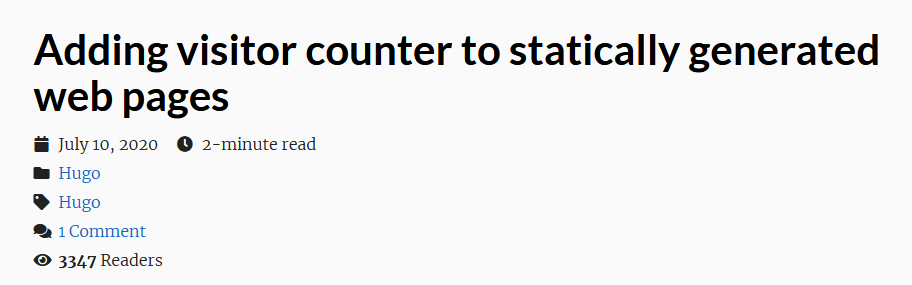 Adding visitor counter to statically generated
web pages
July 10, 2020 2-minute read
Hugo
Hugo
1 Comment
3347 Readers